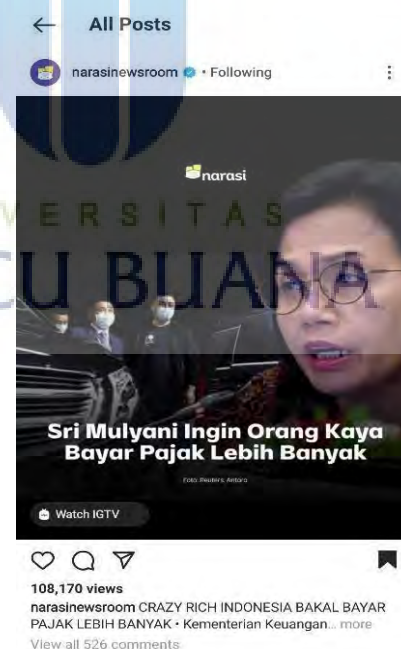 All Posts
narasinewsroom • Following
narasi
VERSITAS
CU BUANA
Sri Mulyani Ingin Orang Kaya
Bayar Pajak Lebih Banyak
Foto: Reuters, Antara
Watch IGTV
108,170 views
narasinewsroom CRAZY RICH INDONESIA BAKAL BAYAR
PAJAK LEBIH BANYAK • Kementerian Keuangan... more
View all 526 comments